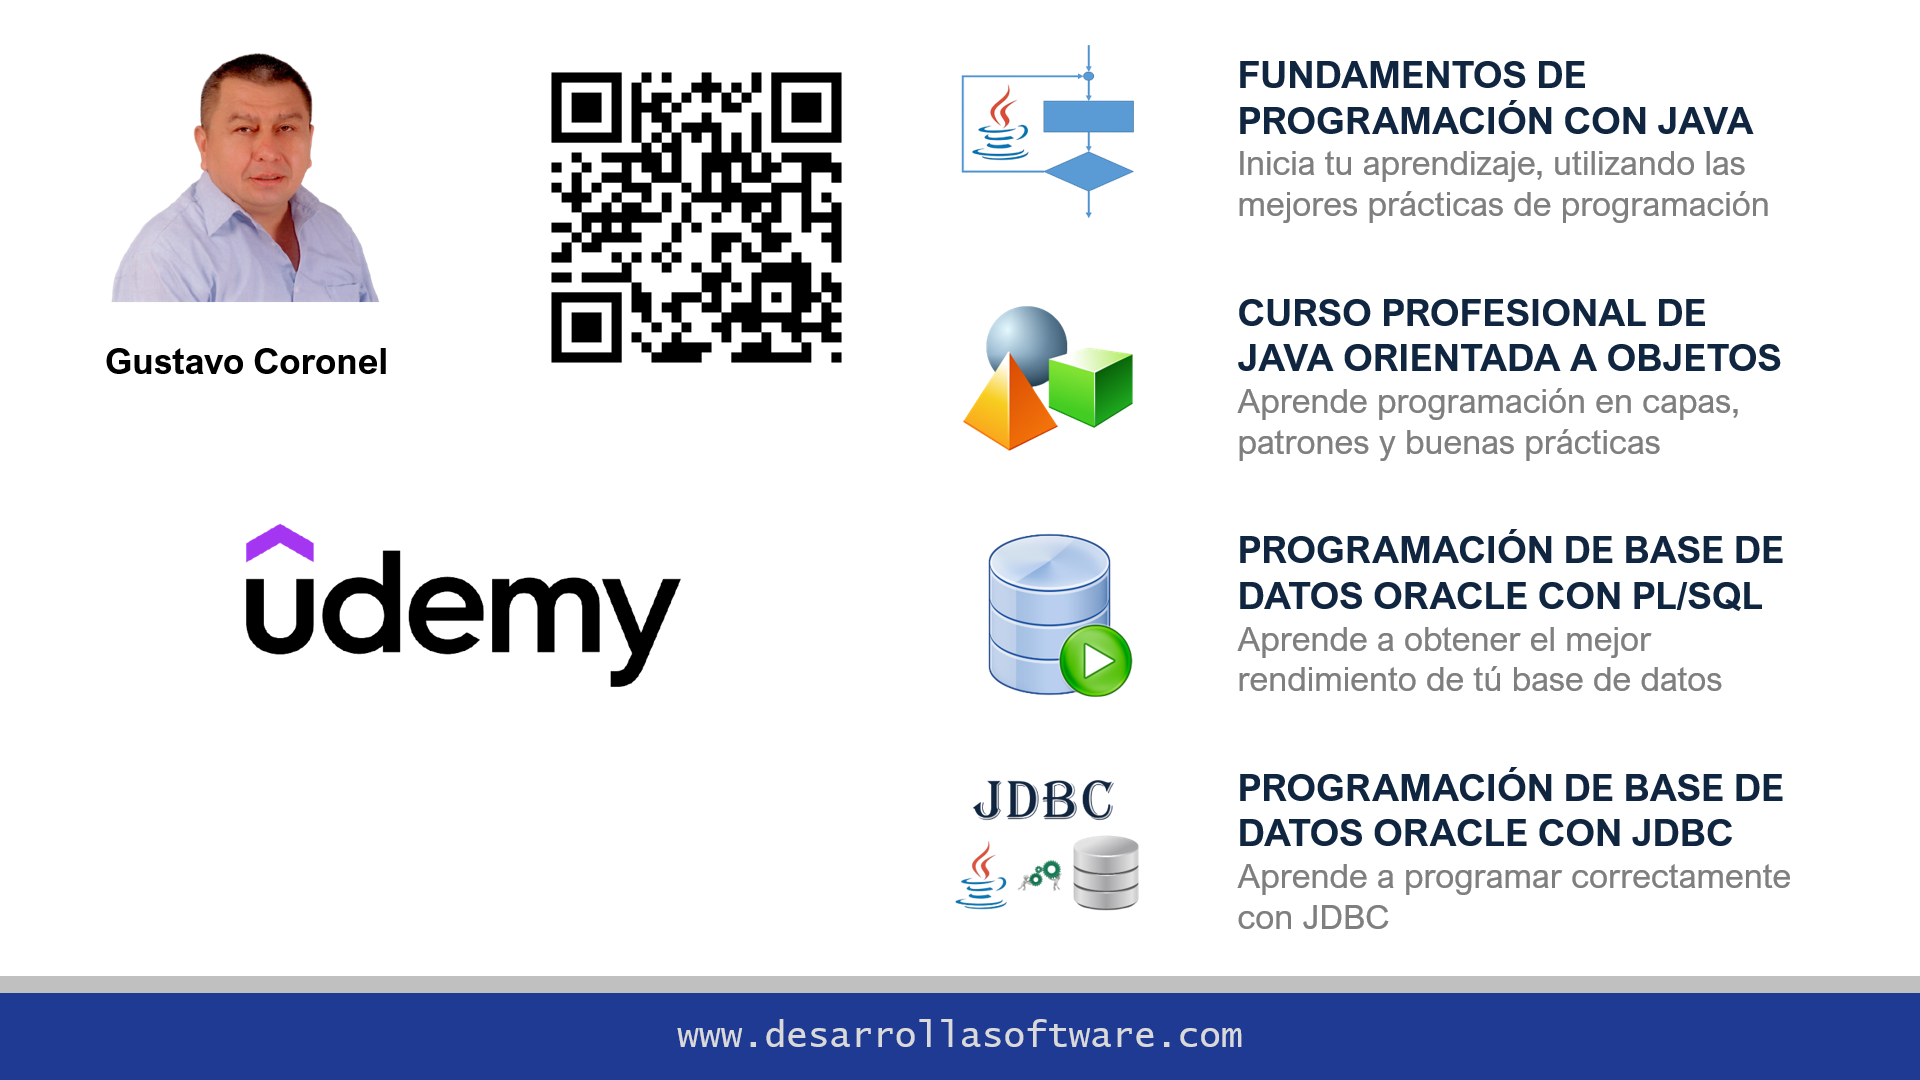 Gustavo Coronel
udemy
FUNDAMENTOS DE
PROGRAMACIÓN CON JAVA
Inicia tu aprendizaje, utilizando las
mejores prácticas de programación
CURSO PROFESIONAL DE
JAVA ORIENTADA A OBJETOS
Aprende programación en capas,
patrones y buenas prácticas
PROGRAMACIÓN DE BASE DE
DATOS ORACLE CON PL/SQL
Aprende a obtener el mejor
rendimiento de tú base de datos
JDBC
PROGRAMACIÓN DE BASE DE
DATOS ORACLE CON JDBC
Aprende a programar correctamente
con JDBC
www.desarrollasoftware.com